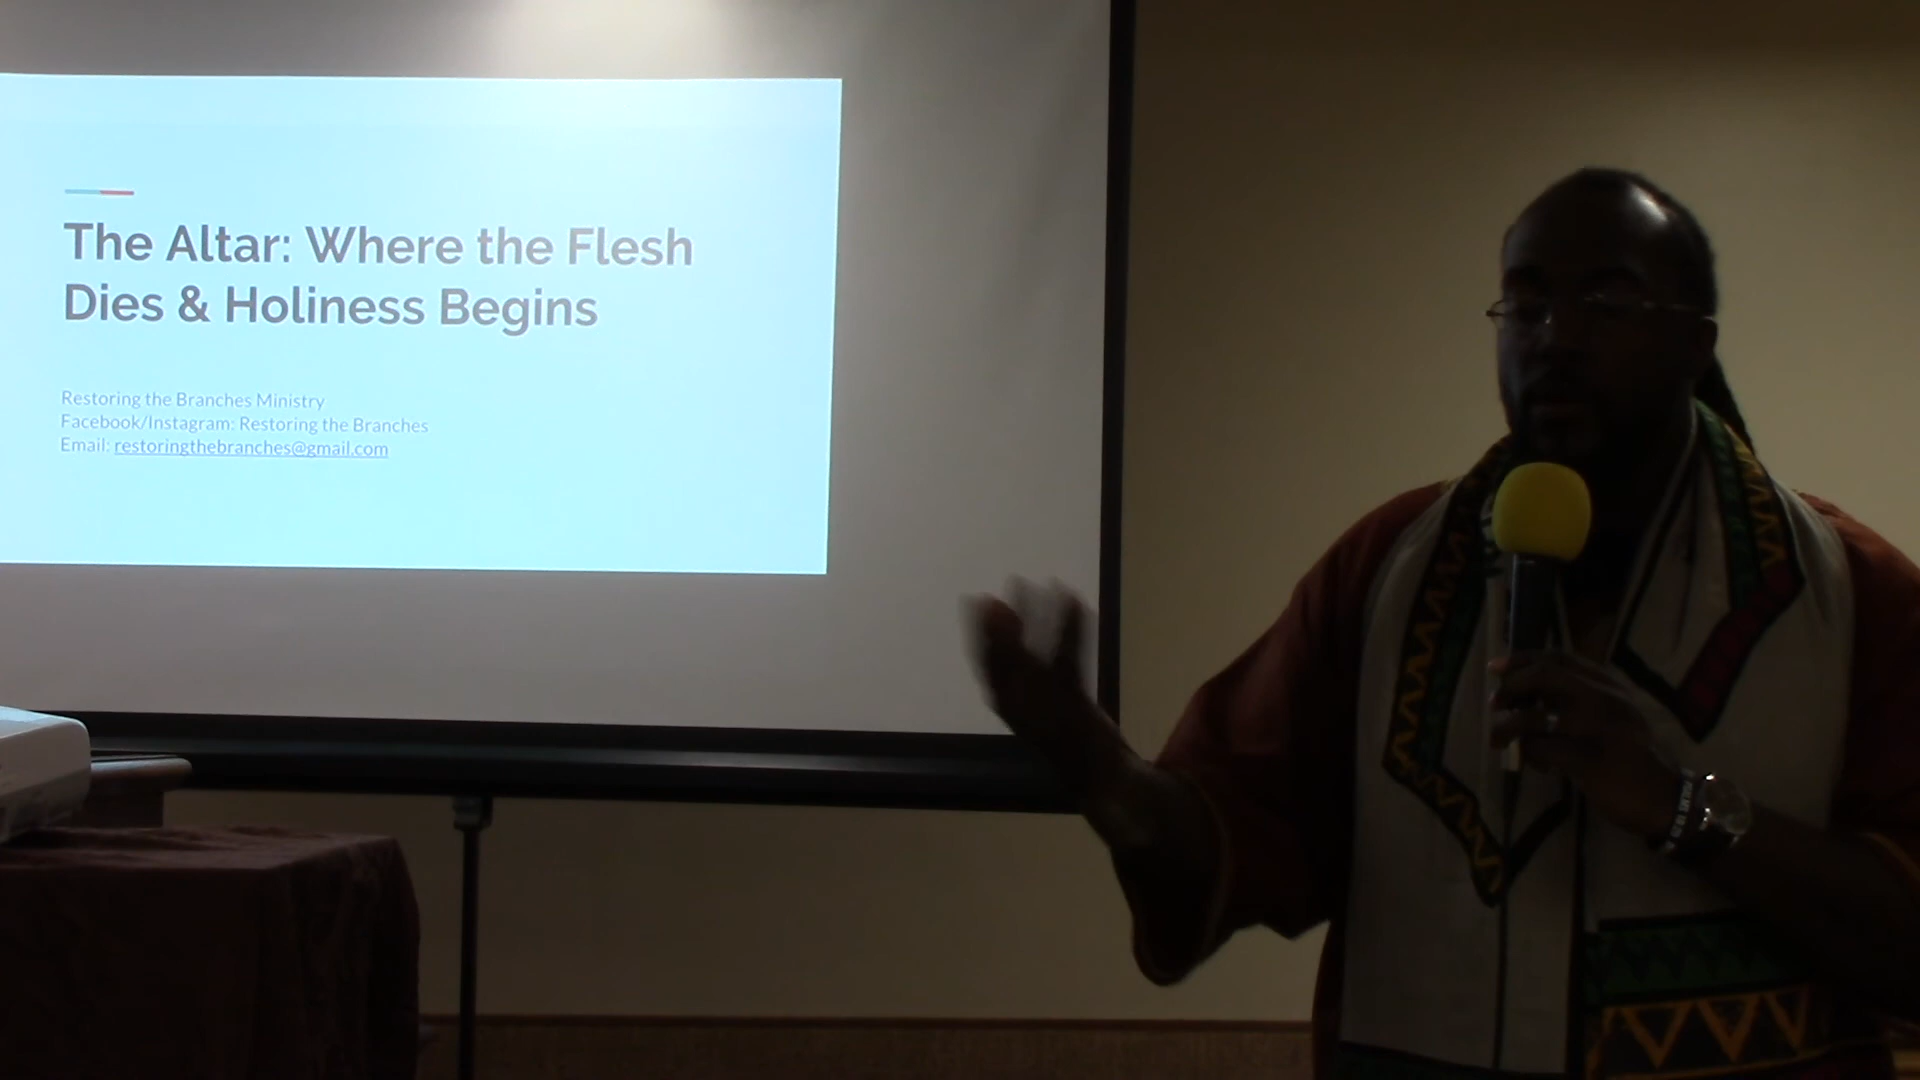 The Altar: Where the Flesh
Dies & Holiness Begins
Restoring the Branches Ministry
Facebook/Instagram: Restoring the Branches
Email: restoringthebranches@gmail.com